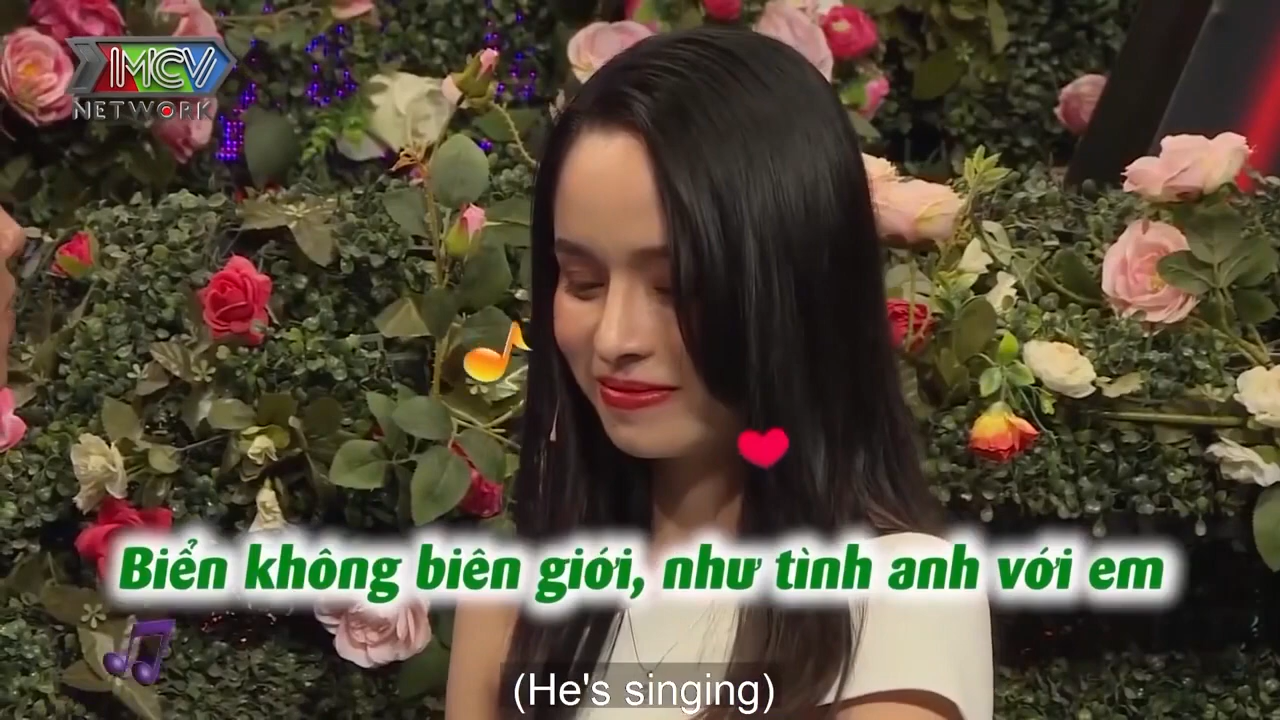 MCV
NETWORK
Biển không biên giới, như tình anh với em
(He's singing)